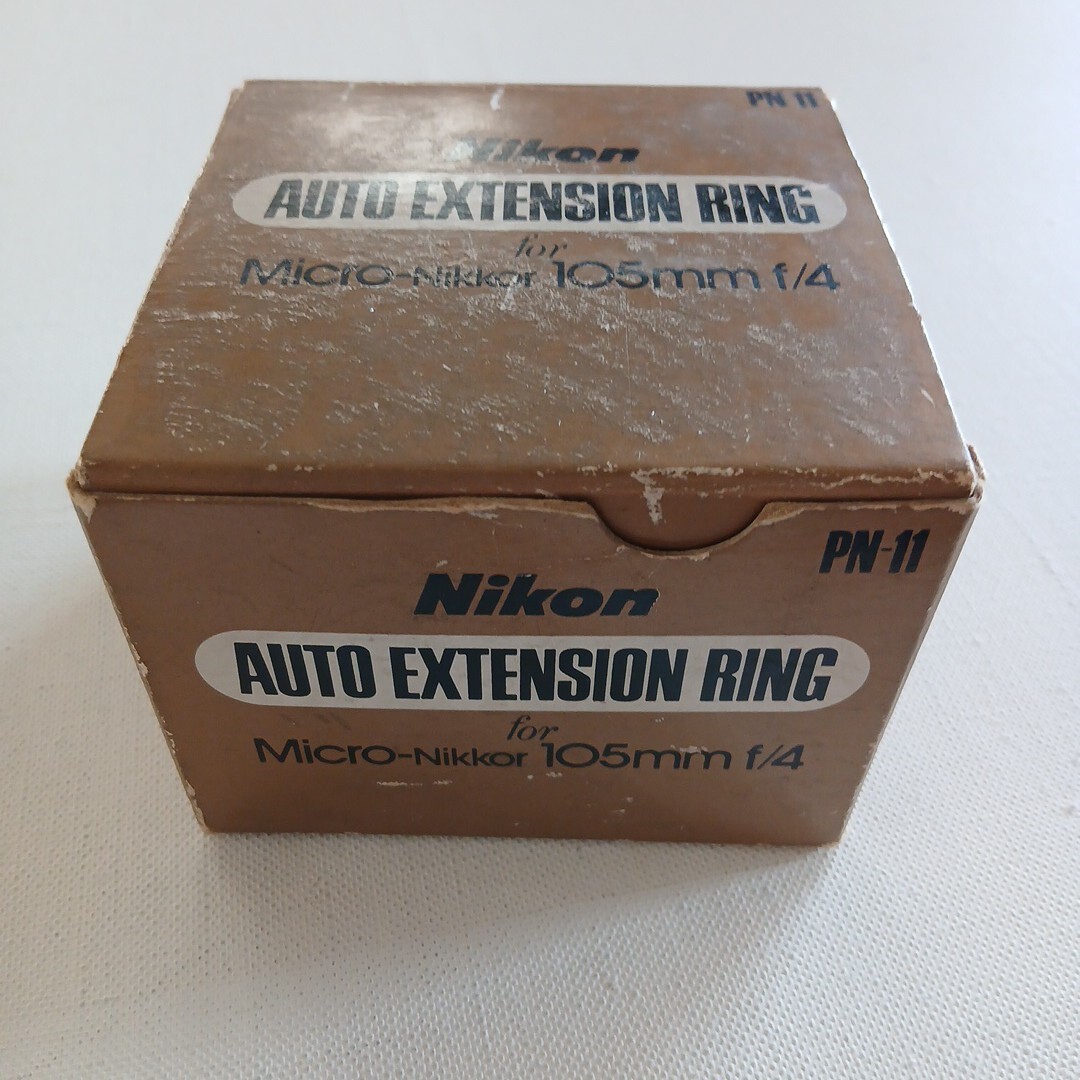 PN-11
Nikon
AUTO EXTENSION RING
for
Micro-Nikkor 105mm f/4
PN-11
Nikon
AUTO EXTENSION RING
for
Micro-Nikkor 105mm f/4